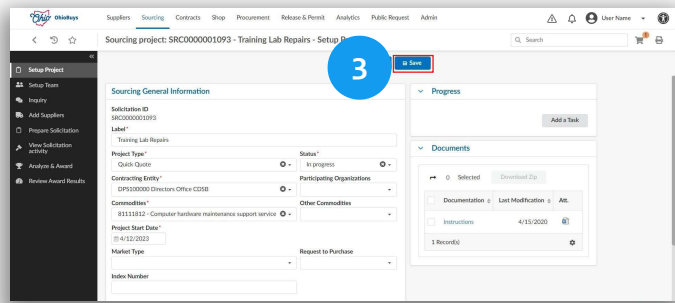 Ohio OhioBuys Suppliers Sourcing Contracts Shop Procurement Release & Permit Analytics Public Request Admin User Name
Sourcing project: SRC0000001093 - Training Lab Repairs - Setup P Search 1
3 Save
Setup Project
Setup Team
Inquiry
Add Suppliers
Prepare Solicitation
View Solicitation
activity
Analyze & Award
Review Award Results
Sourcing General Information
Solicitation ID
SRC0000001093
Label*
Training Lab Repairs
Project Type* Status*
Quick Quote In progress
Contracting Entity* Participating Organizations
DPS100000 Directors Office CDSB
Commodities* Other Commodities
81111812 - Computer hardware maintenance support service
Project Start Date*
4/12/2023
Market Type Request to Purchase
Index Number
Progress
Add a Task
Documents
0 Selected Download Zip
Documentation Last Modification Att.
Instructions 4/15/2020
1 Record(s)